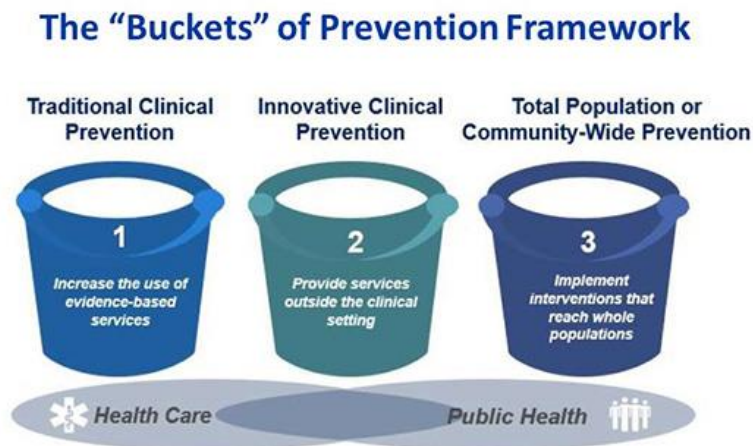 The “Buckets” of Prevention Framework
Traditional Clinical
Prevention
1
Increase the use of
evidence-based
services
Innovative Clinical
Prevention
2
Provide services
outside the clinical
setting
Total Population or
Community-Wide Prevention
3
Implement
interventions that
reach whole
populations
Health Care
Public Health